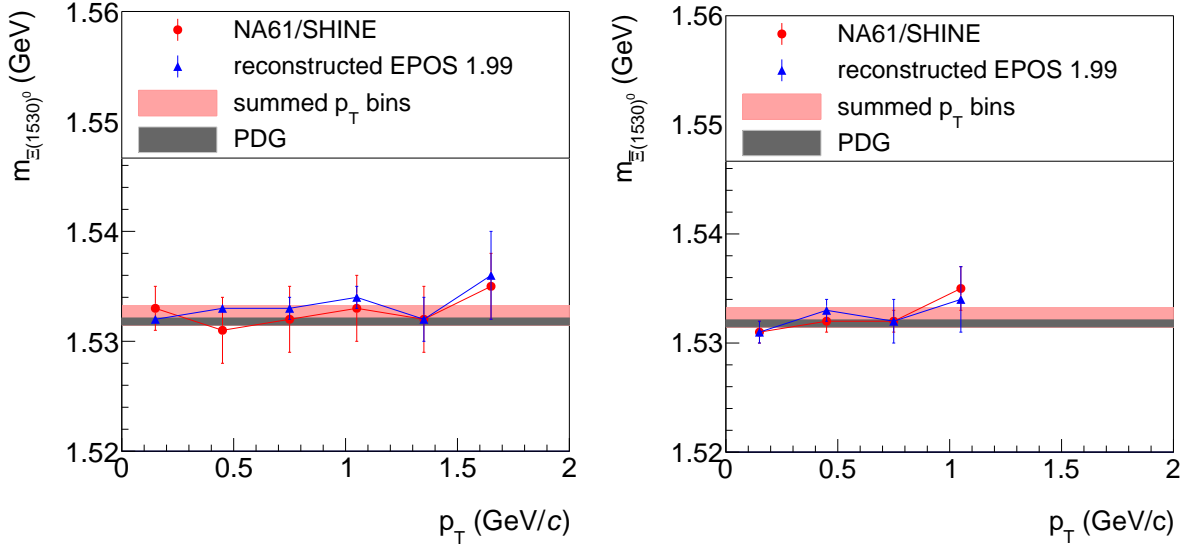 m_Ξ(1530)⁰ (GeV)
1.56
1.55
1.54
1.53
1.52
NA61/SHINE
reconstructed EPOS 1.99
summed p_T bins
PDG
0 0.5 1 1.5 2
p_T (GeV/c)
m_Ξ̅(1530)⁰ (GeV)
1.56
1.55
1.54
1.53
1.52
NA61/SHINE
reconstructed EPOS 1.99
summed p_T bins
PDG
0 0.5 1 1.5 2
p_T (GeV/c)